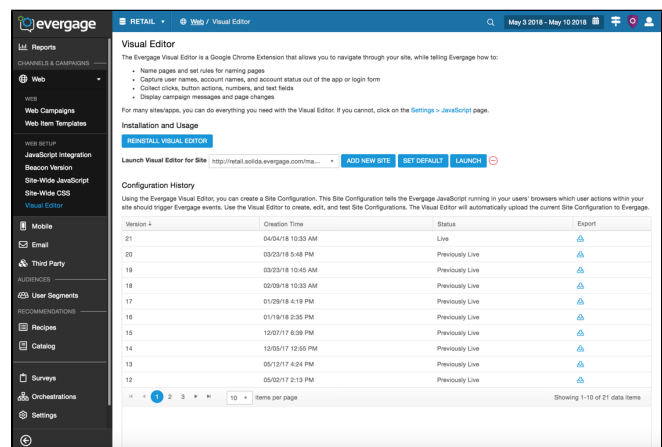 evergage
RETAIL
Web / Visual Editor
May 3 2018 - May 10 2018
Reports
CHANNELS & CAMPAIGNS
Web
WEB
Web Campaigns
Web Item Templates
WEB SETUP
JavaScript Integration
Beacon Version
Site-Wide JavaScript
Site-Wide CSS
Visual Editor
Mobile
Email
Third Party
AUDIENCES
User Segments
RECOMMENDATIONS
Recipes
Catalog
Surveys
Orchestrations
Settings
Visual Editor
The Evergage Visual Editor is a Google Chrome Extension that allows you to navigate through your site, while telling Evergage how to:
• Name pages and set rules for naming pages
• Capture user names, account names, and account status out of the app or login form
• Collect clicks, button actions, numbers, and text fields
• Display campaign messages and page changes
For many sites/apps, you can do everything you need with the Visual Editor. If you cannot, click on the Settings > JavaScript page.
Installation and Usage
REINSTALL VISUAL EDITOR
Launch Visual Editor for Site http://retail.solida.evergage.com/ma... ADD NEW SITE SET DEFAULT LAUNCH
Configuration History
Using the Evergage Visual Editor, you can create a Site Configuration. This Site Configuration tells the Evergage JavaScript running in your users' browsers which user actions within your
site should trigger Evergage events. Use the Visual Editor to create, edit, and test Site Configurations. The Visual Editor will automatically upload the current Site Configuration to Evergage.
Version Creation Time Status Export
21 04/04/18 10:33 AM Live
20 03/23/18 5:48 PM Previously Live
19 03/23/18 10:45 AM Previously Live
18 02/09/18 10:33 AM Previously Live
17 01/29/18 4:19 PM Previously Live
16 01/19/18 2:35 PM Previously Live
15 12/07/17 6:39 PM Previously Live
14 12/05/17 12:55 PM Previously Live
13 05/12/17 4:24 PM Previously Live
12 05/02/17 2:13 PM Previously Live
1 2 3 10 items per page Showing 1-10 of 21 data items